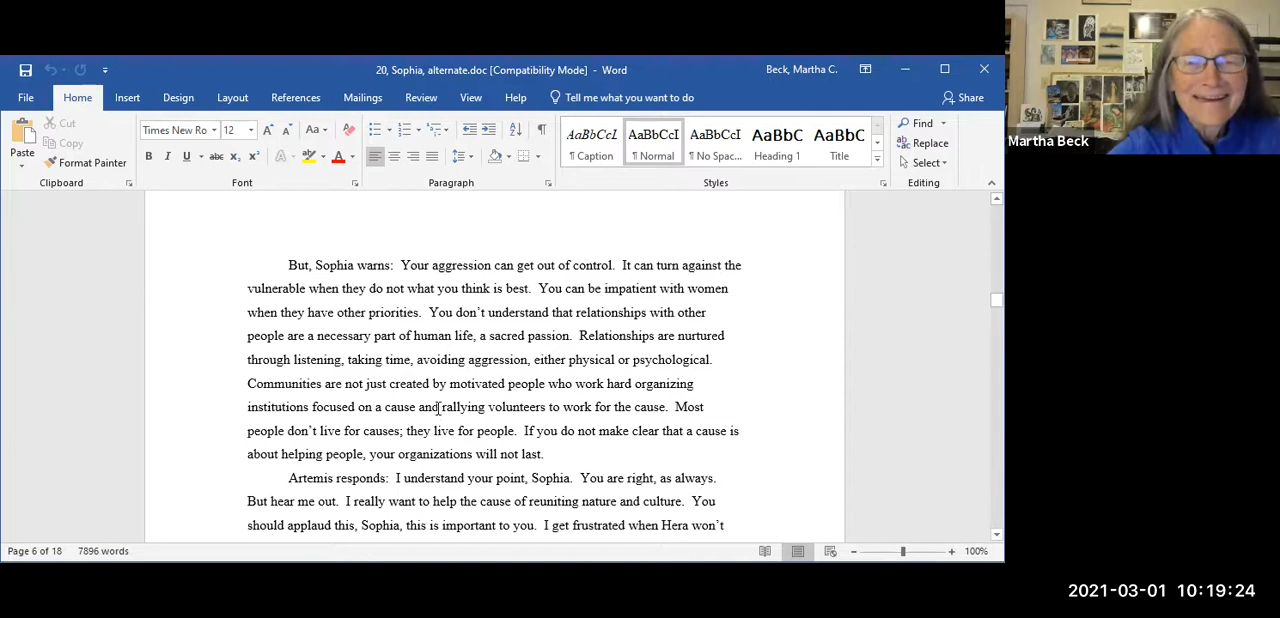 20, Sophia, alternate.doc [Compatibility Mode] - Word
Beck, Martha C.
File Home Insert Design Layout References Mailings Review View Help Tell me what you want to do Share
Paste
Cut
Copy
Format Painter
Clipboard
Times New Ro 12 Aa
B I U abc x₂ x² A A
Font
Paragraph
AaBbCcL AaBbCcI AaBbCcI AaBbC AaBbC
¶ Caption ¶ Normal ¶ No Spac... Heading 1 Title
Styles
Find
Replace
Select
Editing
Martha Beck
But, Sophia warns: Your aggression can get out of control. It can turn against the
vulnerable when they do not what you think is best. You can be impatient with women
when they have other priorities. You don't understand that relationships with other
people are a necessary part of human life, a sacred passion. Relationships are nurtured
through listening, taking time, avoiding aggression, either physical or psychological.
Communities are not just created by motivated people who work hard organizing
institutions focused on a cause and rallying volunteers to work for the cause. Most
people don't live for causes; they live for people. If you do not make clear that a cause is
about helping people, your organizations will not last.
Artemis responds: I understand your point, Sophia. You are right, as always.
But hear me out. I really want to help the cause of reuniting nature and culture. You
should applaud this, Sophia, this is important to you. I get frustrated when Hera won't
Page 6 of 18 7896 words
100%
2021-03-01 10:19:24